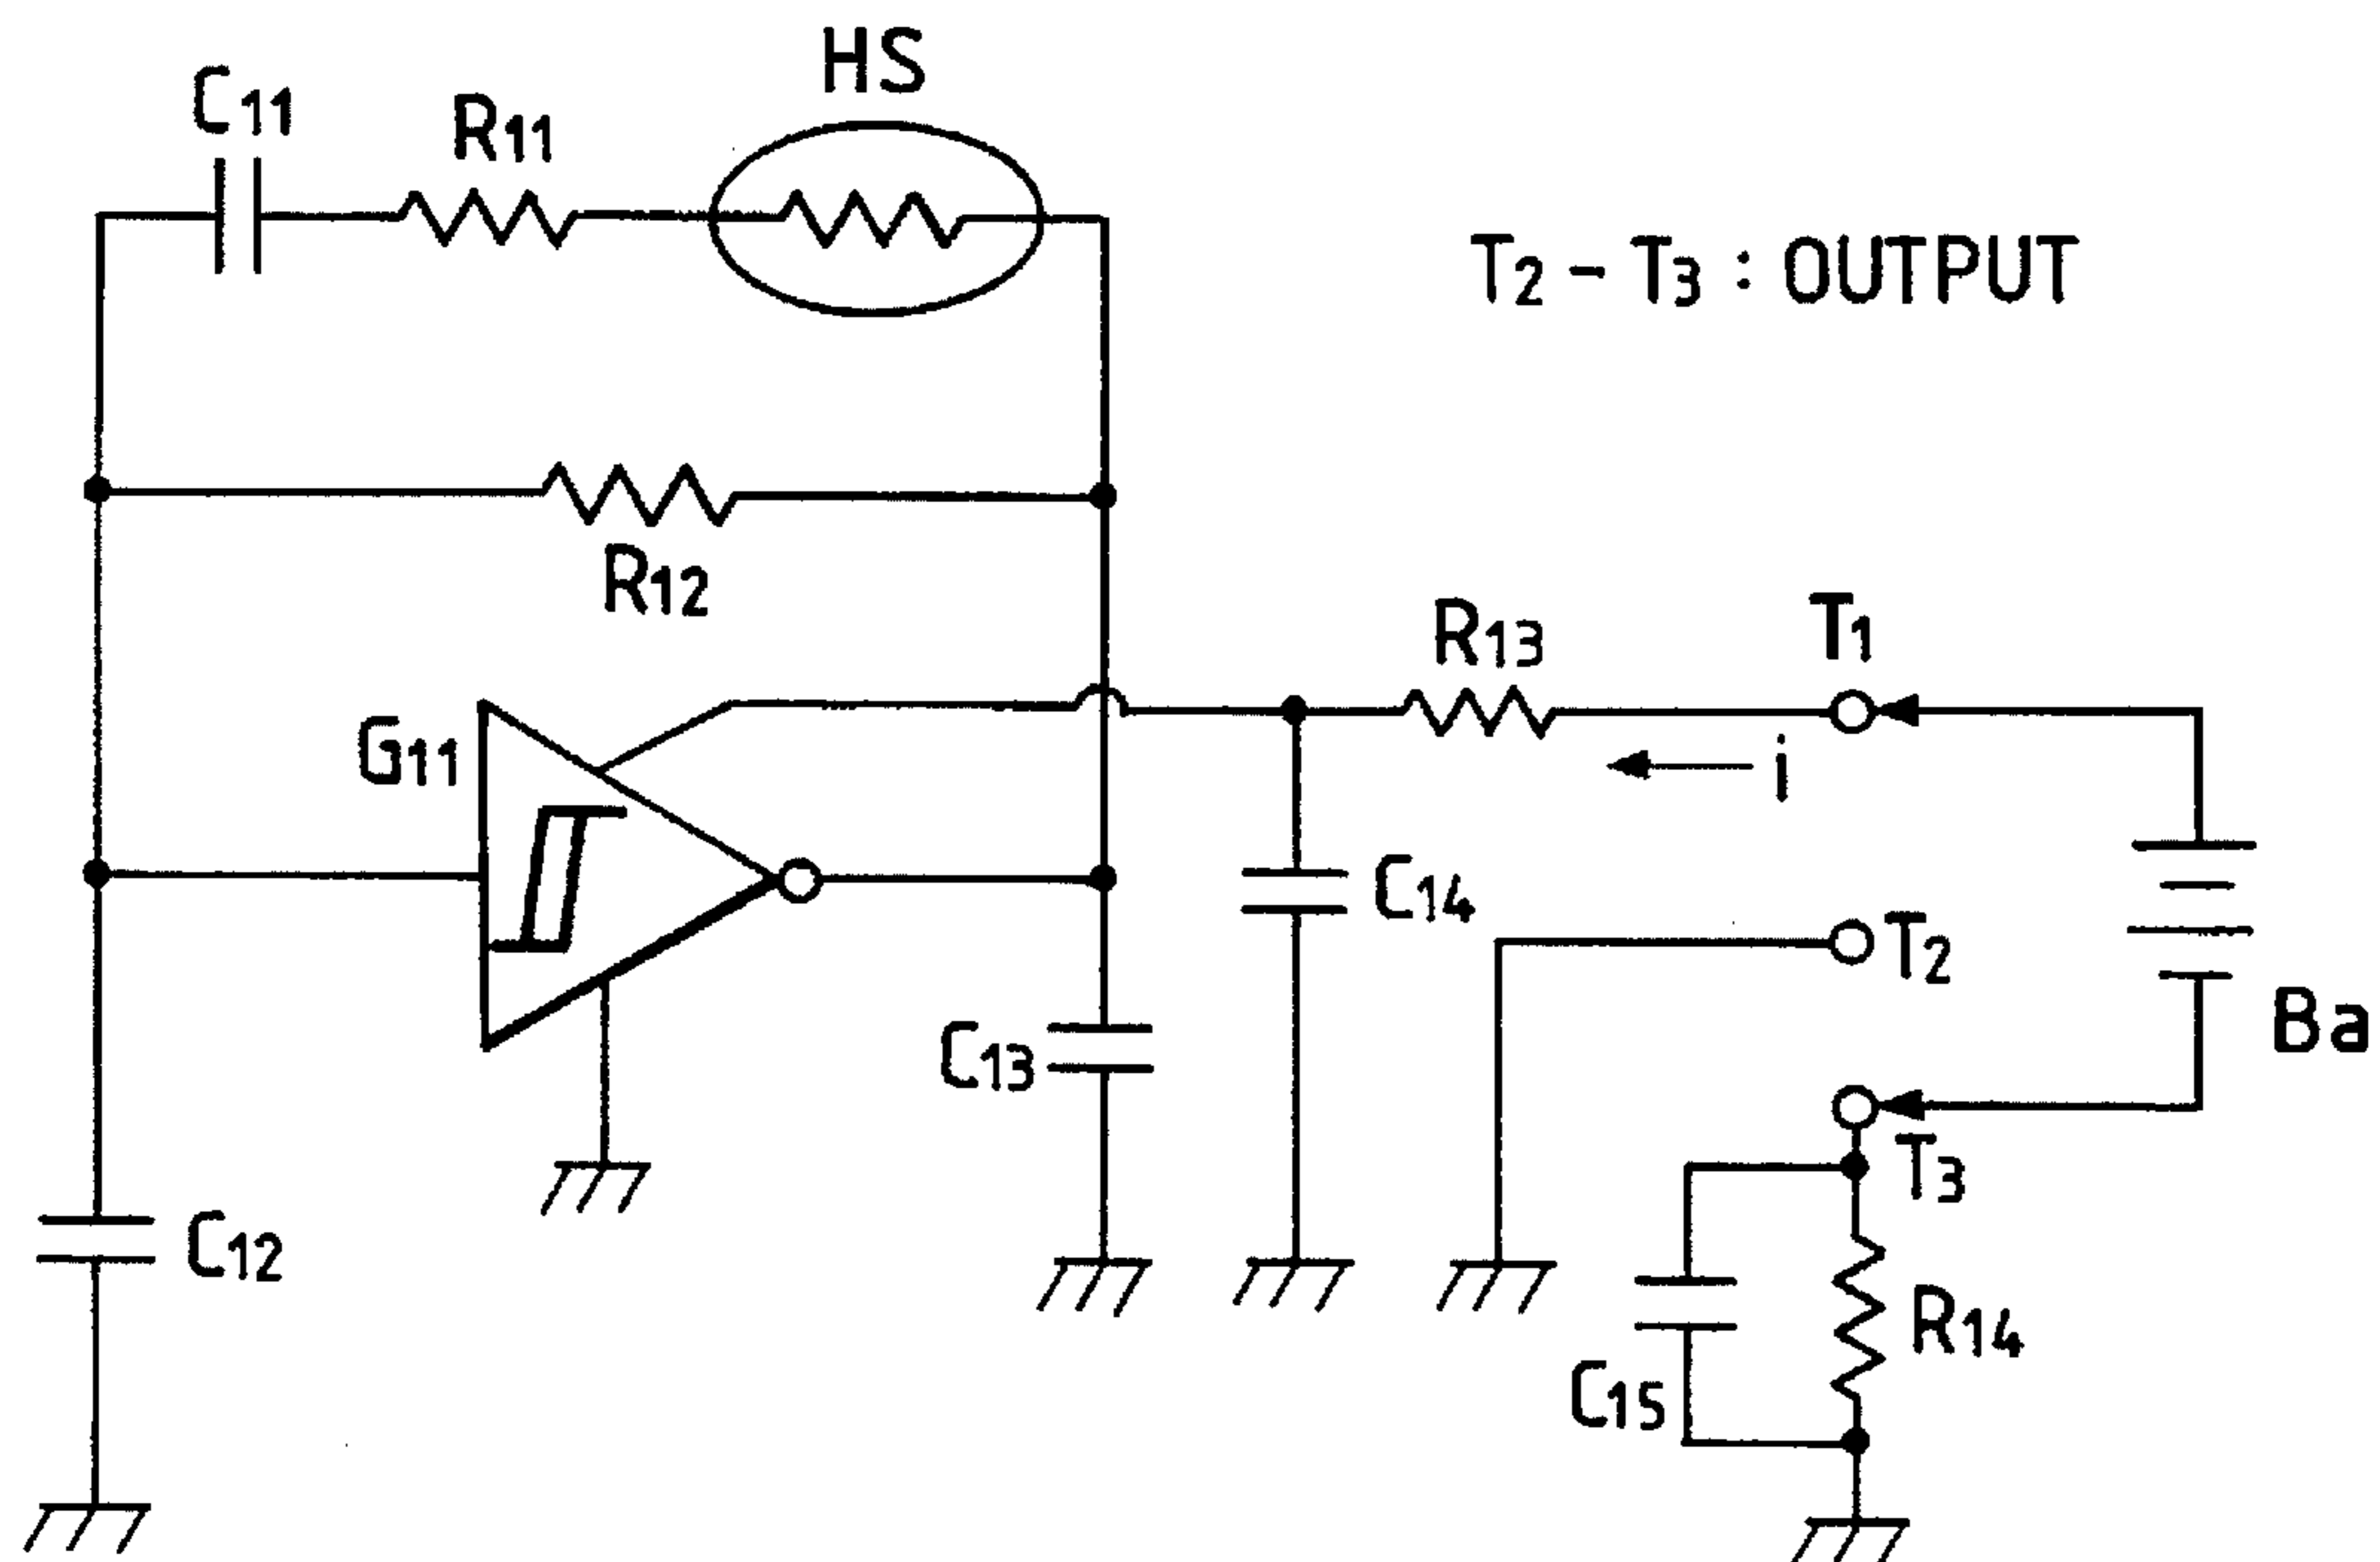 HS
C11
R11
T2 - T3 : OUTPUT
R12
R13
T1
G11
i
C14
T2
Ba
C13
T3
C12
R14
C15